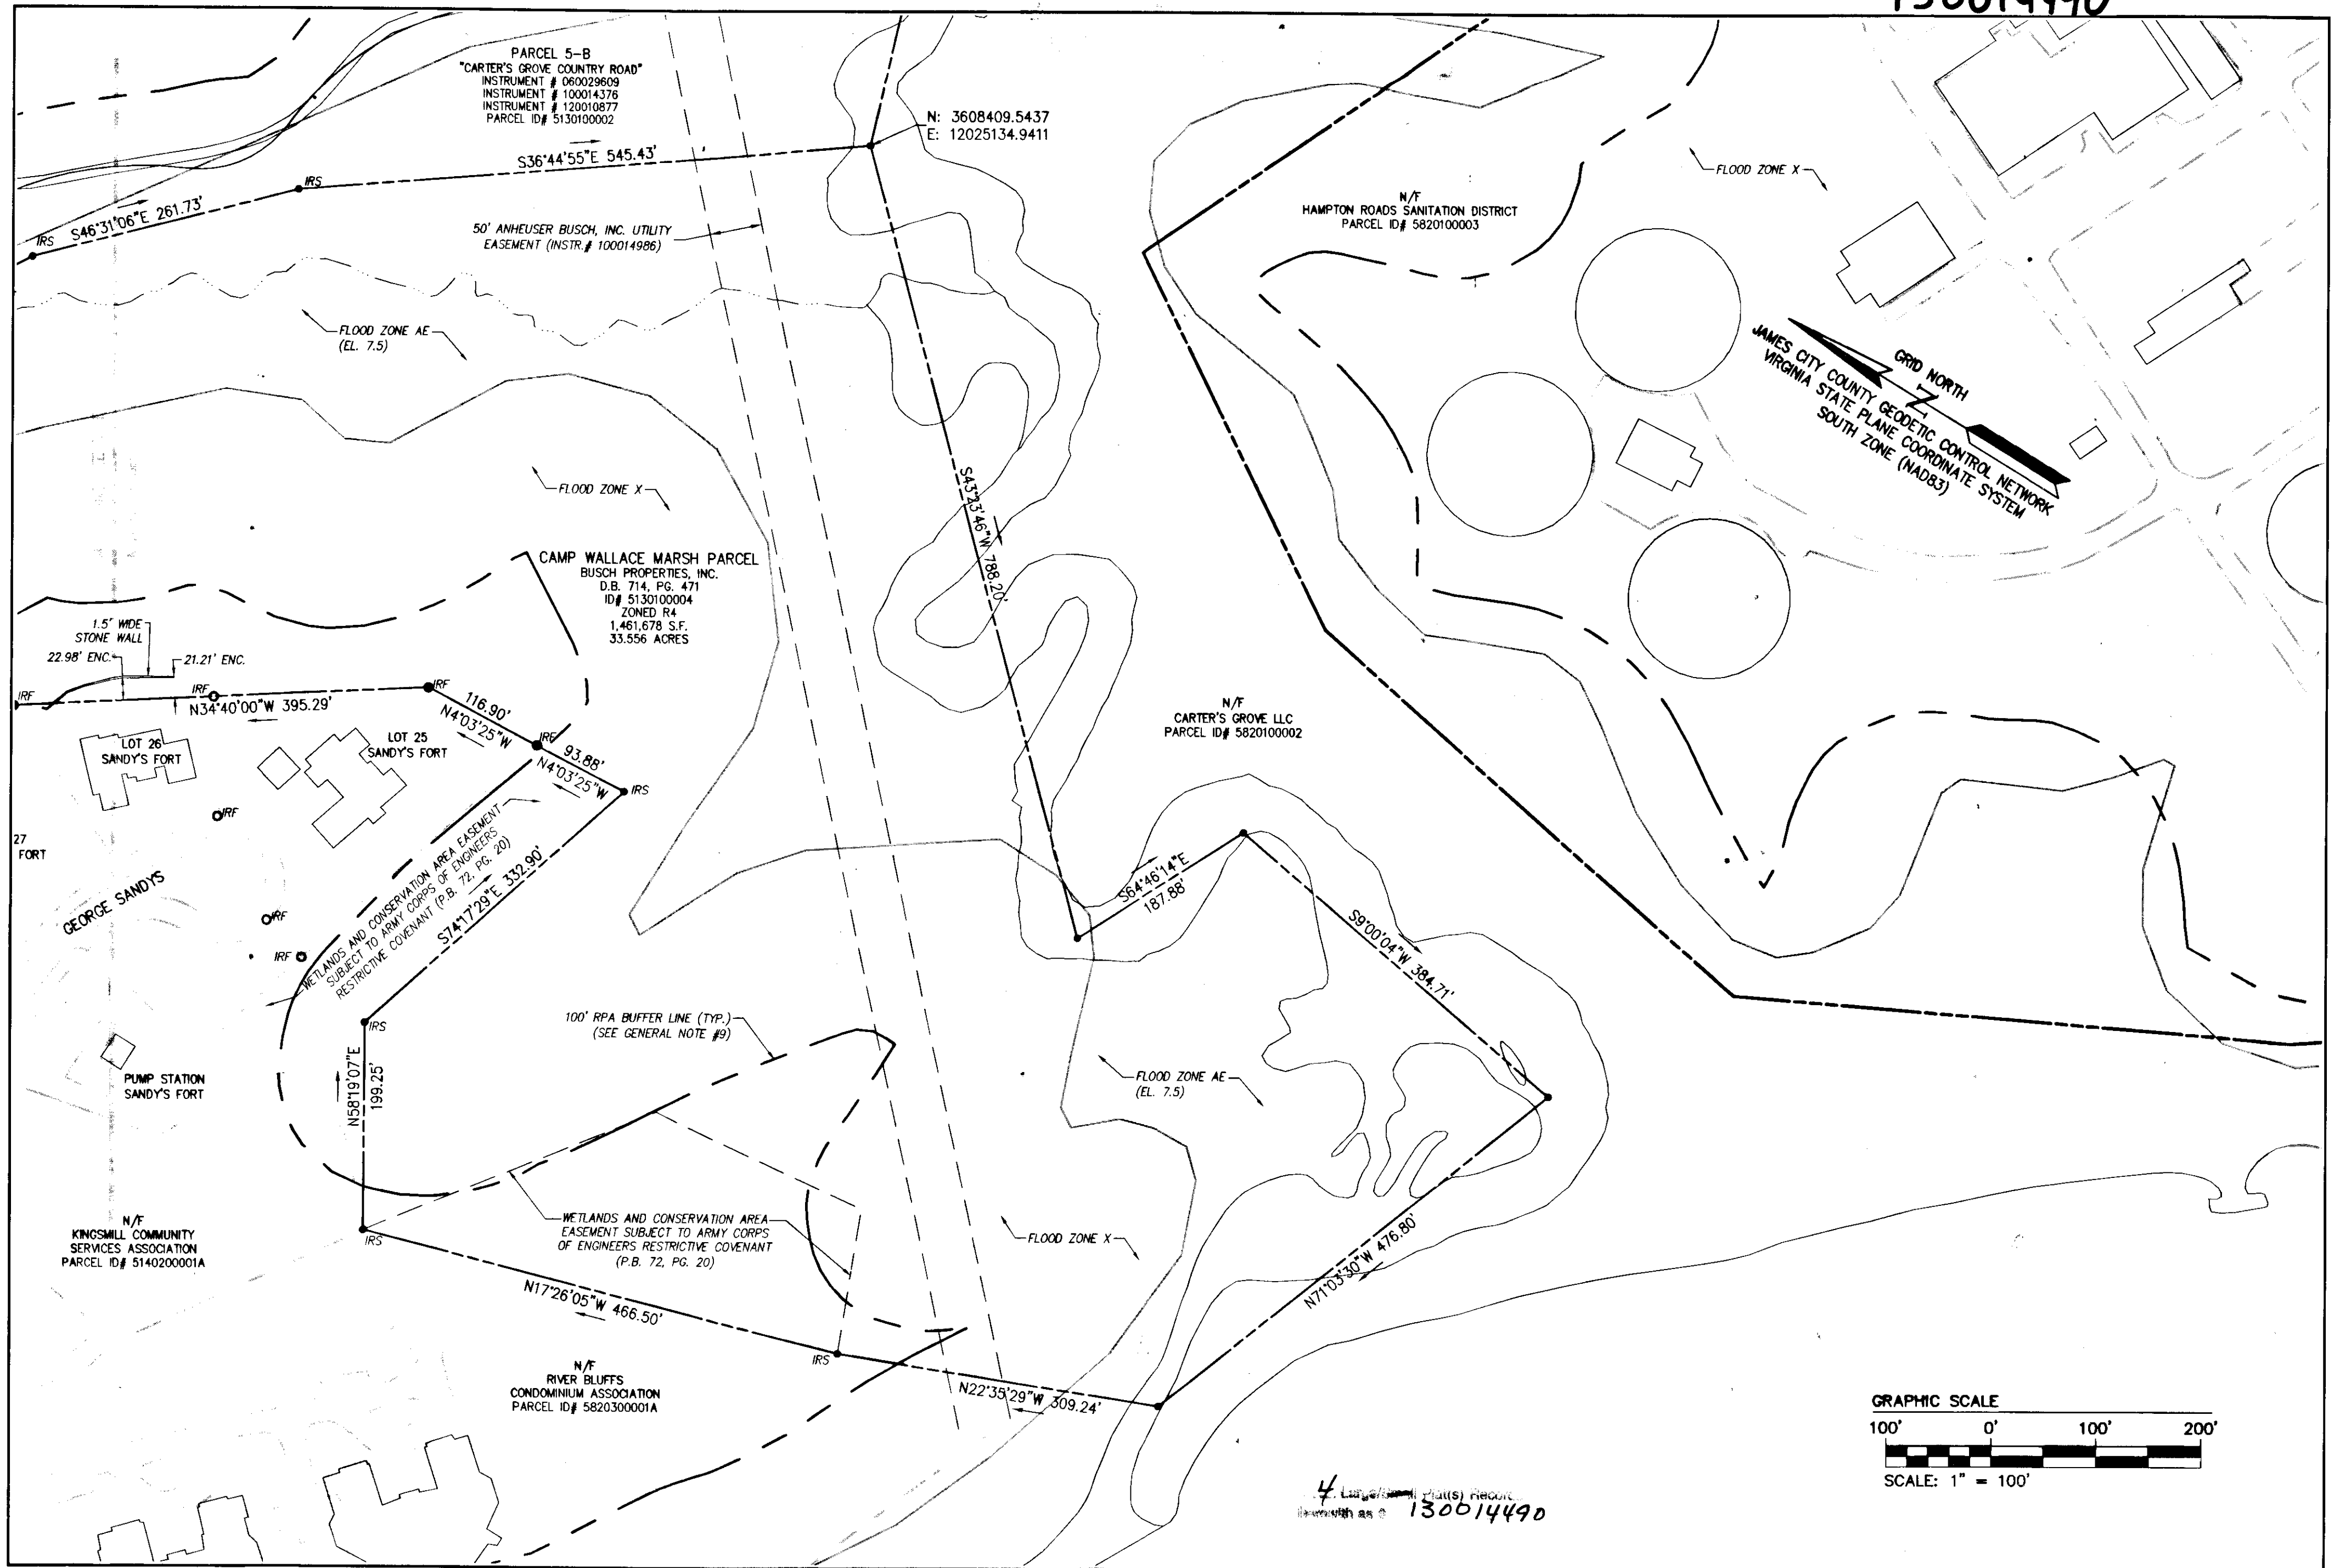 130014490
PARCEL 5-B
"CARTER'S GROVE COUNTRY ROAD"
INSTRUMENT # 060029609
INSTRUMENT # 100014376
INSTRUMENT # 120010877
PARCEL ID# 5130100002
N: 3608409.5437
E: 12025134.9411
S36°44'55"E 545.43'
IRS
S46°31'06"E 261.73'
IRS
50' ANHEUSER BUSCH, INC. UTILITY
EASEMENT (INSTR.# 100014986)
FLOOD ZONE X
N/F
HAMPTON ROADS SANITATION DISTRICT
PARCEL ID# 5820100003
FLOOD ZONE AE
(EL. 7.5)
GRID NORTH
N
JAMES CITY COUNTY GEODETIC CONTROL NETWORK
VIRGINIA STATE PLANE COORDINATE SYSTEM
SOUTH ZONE (NAD83)
FLOOD ZONE X
S43°23'46"W 788.20'
CAMP WALLACE MARSH PARCEL
BUSCH PROPERTIES, INC.
D.B. 714, PG. 471
ID# 5130100004
ZONED R4
1,461,678 S.F.
33.556 ACRES
1.5' WIDE
STONE WALL
22.98' ENC.
21.21' ENC.
IRF
IRF
IRF
N34°40'00"W 395.29'
116.90'
N4°03'25"W
IRF
93.88'
N4°03'25"W
IRS
LOT 26
SANDY'S FORT
LOT 25
SANDY'S FORT
N/F
CARTER'S GROVE LLC
PARCEL ID# 5820100002
IRF
27
FORT
GEORGE SANDYS
IRF
IRF
WETLANDS AND CONSERVATION AREA EASEMENT
SUBJECT TO ARMY CORPS OF ENGINEERS
RESTRICTIVE COVENANT (P.B. 72, PG. 20)
S74°17'29"E 332.90'
S64°46'14"E
187.88'
S9°00'04"W 384.71'
IRS
100' RPA BUFFER LINE (TYP.)
(SEE GENERAL NOTE #9)
N58°19'07"E
199.25'
PUMP STATION
SANDY'S FORT
FLOOD ZONE AE
(EL. 7.5)
WETLANDS AND CONSERVATION AREA
EASEMENT SUBJECT TO ARMY CORPS
OF ENGINEERS RESTRICTIVE COVENANT
(P.B. 72, PG. 20)
FLOOD ZONE X
N/F
KINGSMILL COMMUNITY
SERVICES ASSOCIATION
PARCEL ID# 5140200001A
IRS
N71°03'30"W 476.80'
N17°26'05"W 466.50'
IRS
N/F
RIVER BLUFFS
CONDOMINIUM ASSOCIATION
PARCEL ID# 5820300001A
N22°35'29"W 309.24'
GRAPHIC SCALE
100' 0' 100' 200'
SCALE: 1" = 100'
4 Large/Small Plat(s) Recor
herewith as # 130014490